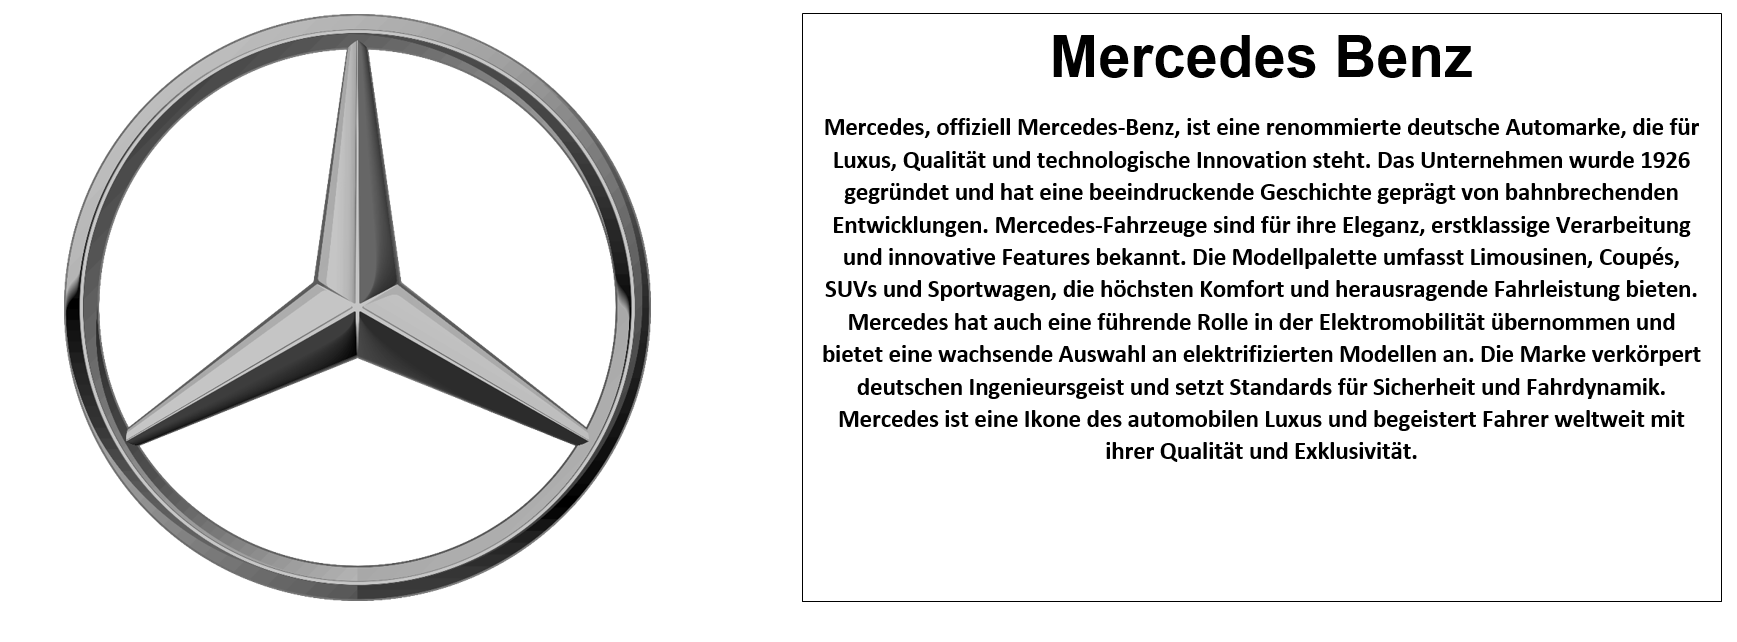 Mercedes Benz
Mercedes, offiziell Mercedes-Benz, ist eine renommierte deutsche Automarke, die für
Luxus, Qualität und technologische Innovation steht. Das Unternehmen wurde 1926
gegründet und hat eine beeindruckende Geschichte geprägt von bahnbrechenden
Entwicklungen. Mercedes-Fahrzeuge sind für ihre Eleganz, erstklassige Verarbeitung
und innovative Features bekannt. Die Modellpalette umfasst Limousinen, Coupés,
SUVs und Sportwagen, die höchsten Komfort und herausragende Fahrleistung bieten.
Mercedes hat auch eine führende Rolle in der Elektromobilität übernommen und
bietet eine wachsende Auswahl an elektrifizierten Modellen an. Die Marke verkörpert
deutschen Ingenieursgeist und setzt Standards für Sicherheit und Fahrdynamik.
Mercedes ist eine Ikone des automobilen Luxus und begeistert Fahrer weltweit mit
ihrer Qualität und Exklusivität.